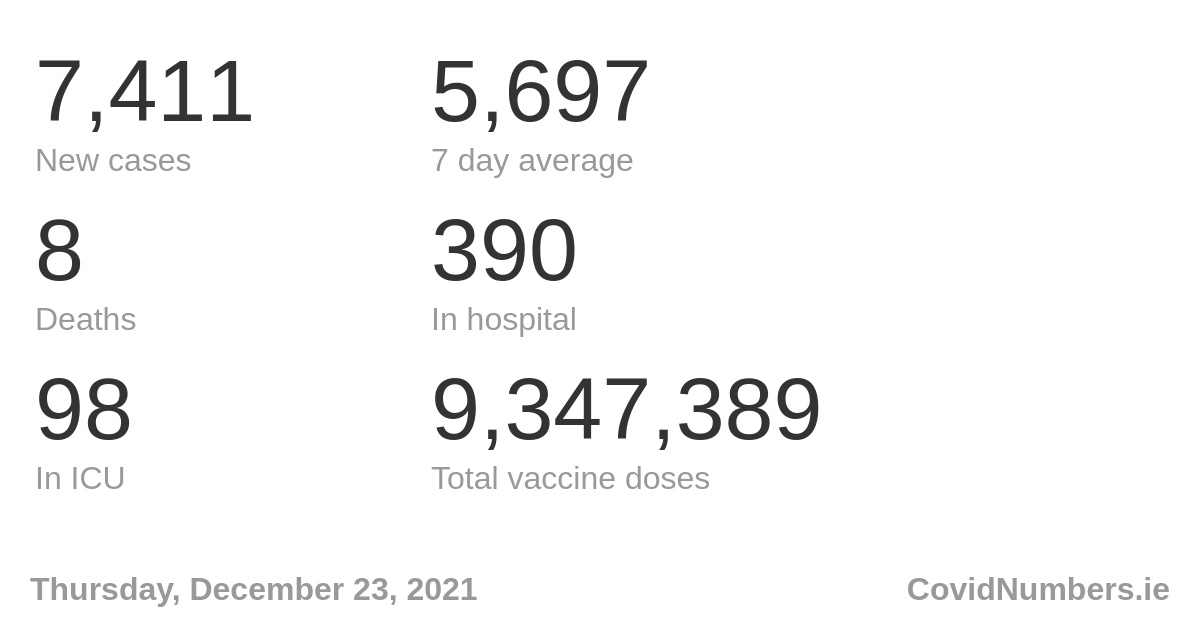 7,411 5,697
New cases 7 day average
8 390
Deaths In hospital
98 9,347,389
In ICU Total vaccine doses
Thursday, December 23, 2021 CovidNumbers.ie